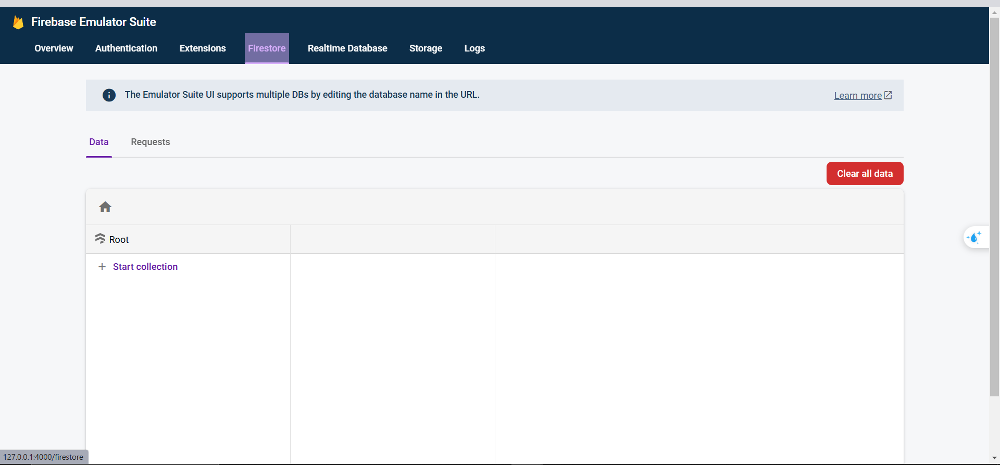 Firebase Emulator Suite
Overview Authentication Extensions Firestore Realtime Database Storage Logs
The Emulator Suite UI supports multiple DBs by editing the database name in the URL. Learn more
Data Requests
Clear all data
Root
Start collection
127.0.0.1:4000/firestore